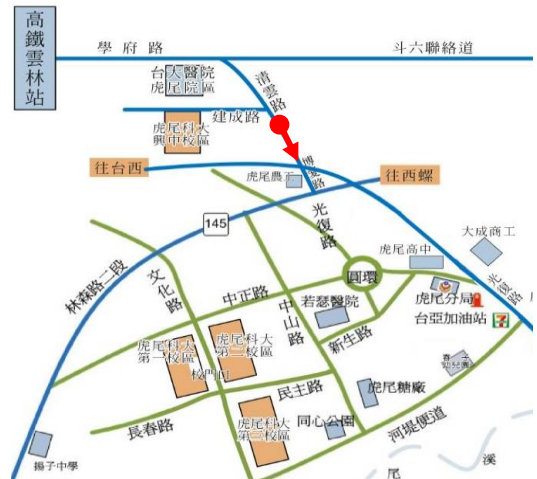 高鐵雲林站
學府路
斗六聯絡道
台大醫院
虎尾院區
清雲路
建成路
虎尾科大
興中校區
往台西
虎尾農工
博愛路
往西螺
145
光復路
大成商工
虎尾高中
圓環
光復路
林森路二段
文化路
中正路
中山路
若瑟醫院
虎尾分局
台亞加油站
新生路
虎尾科大
第一校區
校門口
虎尾科大
第二校區
民主路
虎尾糖廠
長春路
虎尾科大
第三校區
同心公園
河堤便道
揚子中學
尾
溪